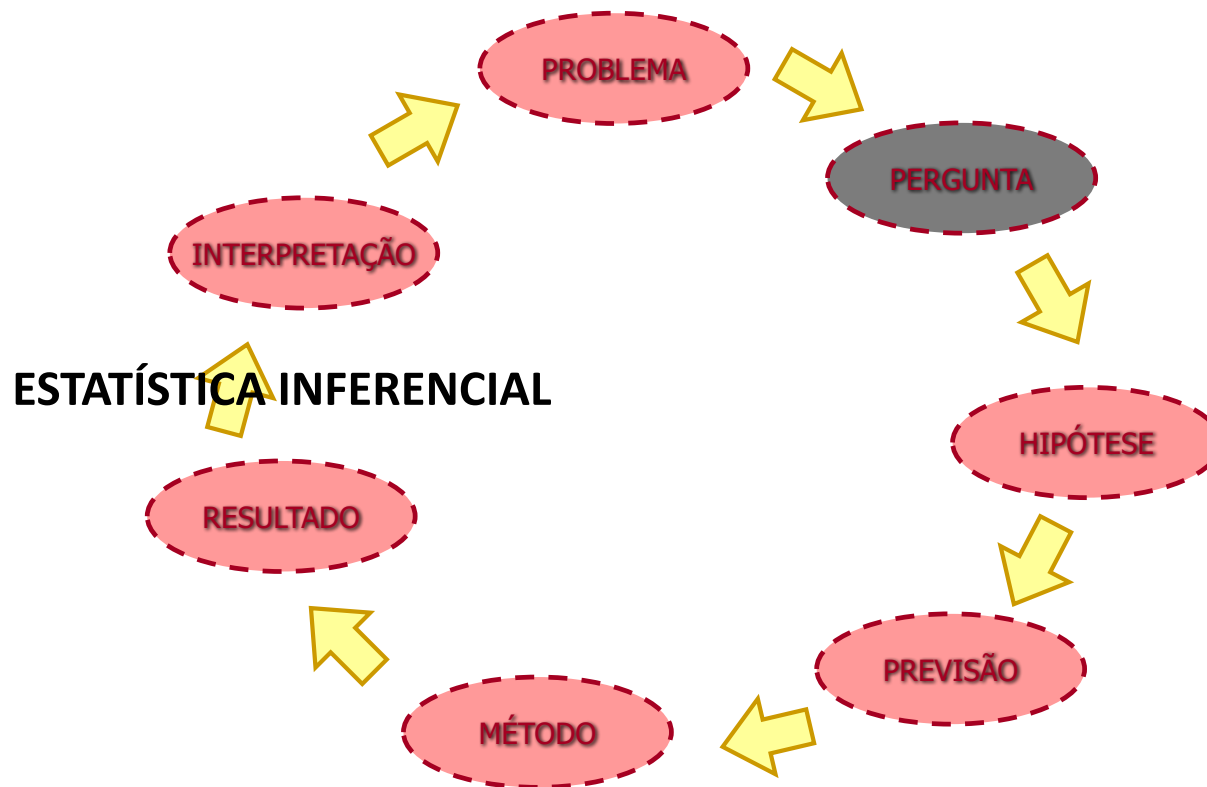 PROBLEMA
PERGUNTA
HIPÓTESE
PREVISÃO
MÉTODO
RESULTADO
ESTATÍSTICA INFERENCIAL
INTERPRETAÇÃO